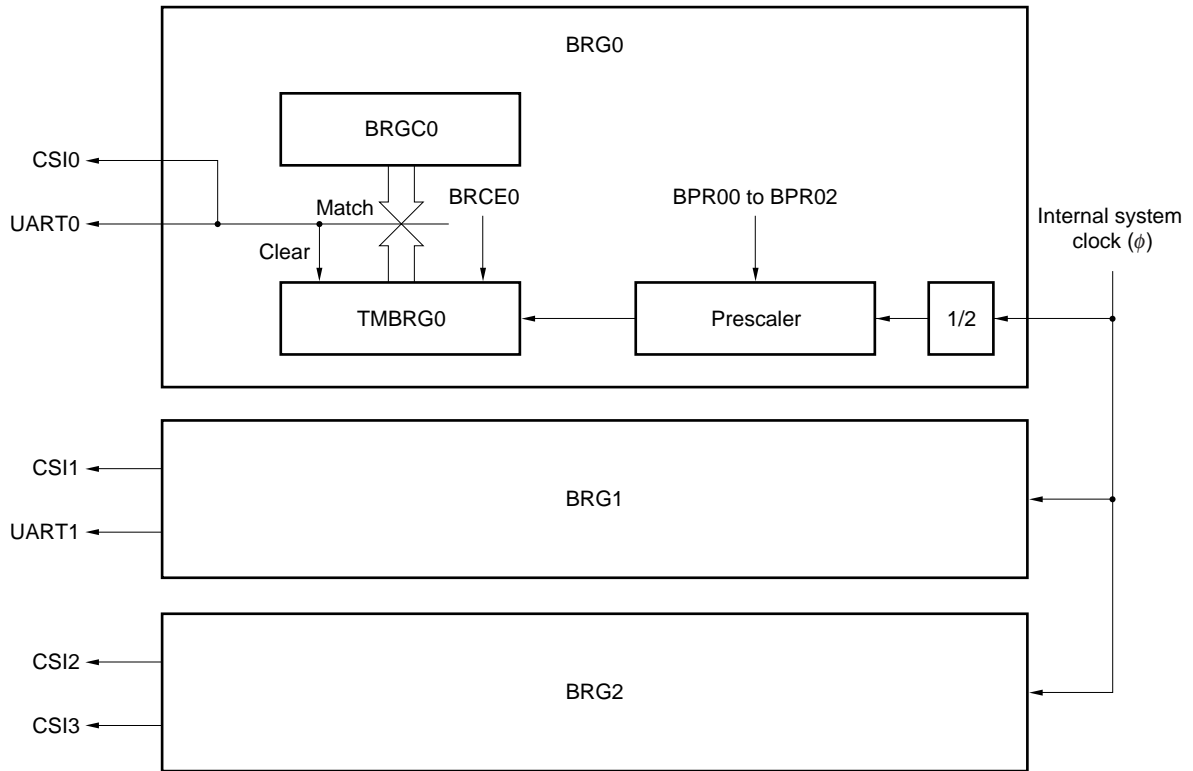 BRG0
BRGC0
CSI0
Match
BRCE0
BPR00 to BPR02
UART0
Internal system
clock (ϕ)
Clear
TMBRG0
Prescaler
1/2
CSI1
BRG1
UART1
CSI2
BRG2
CSI3